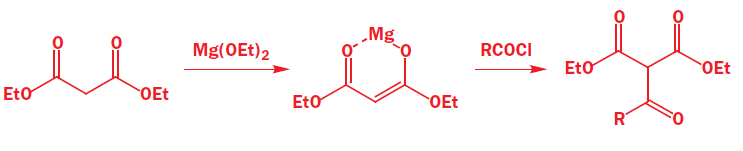 O O Mg(OEt)₂ Mg RCOCl O O
EtO OEt O O EtO OEt
EtO OEt R O